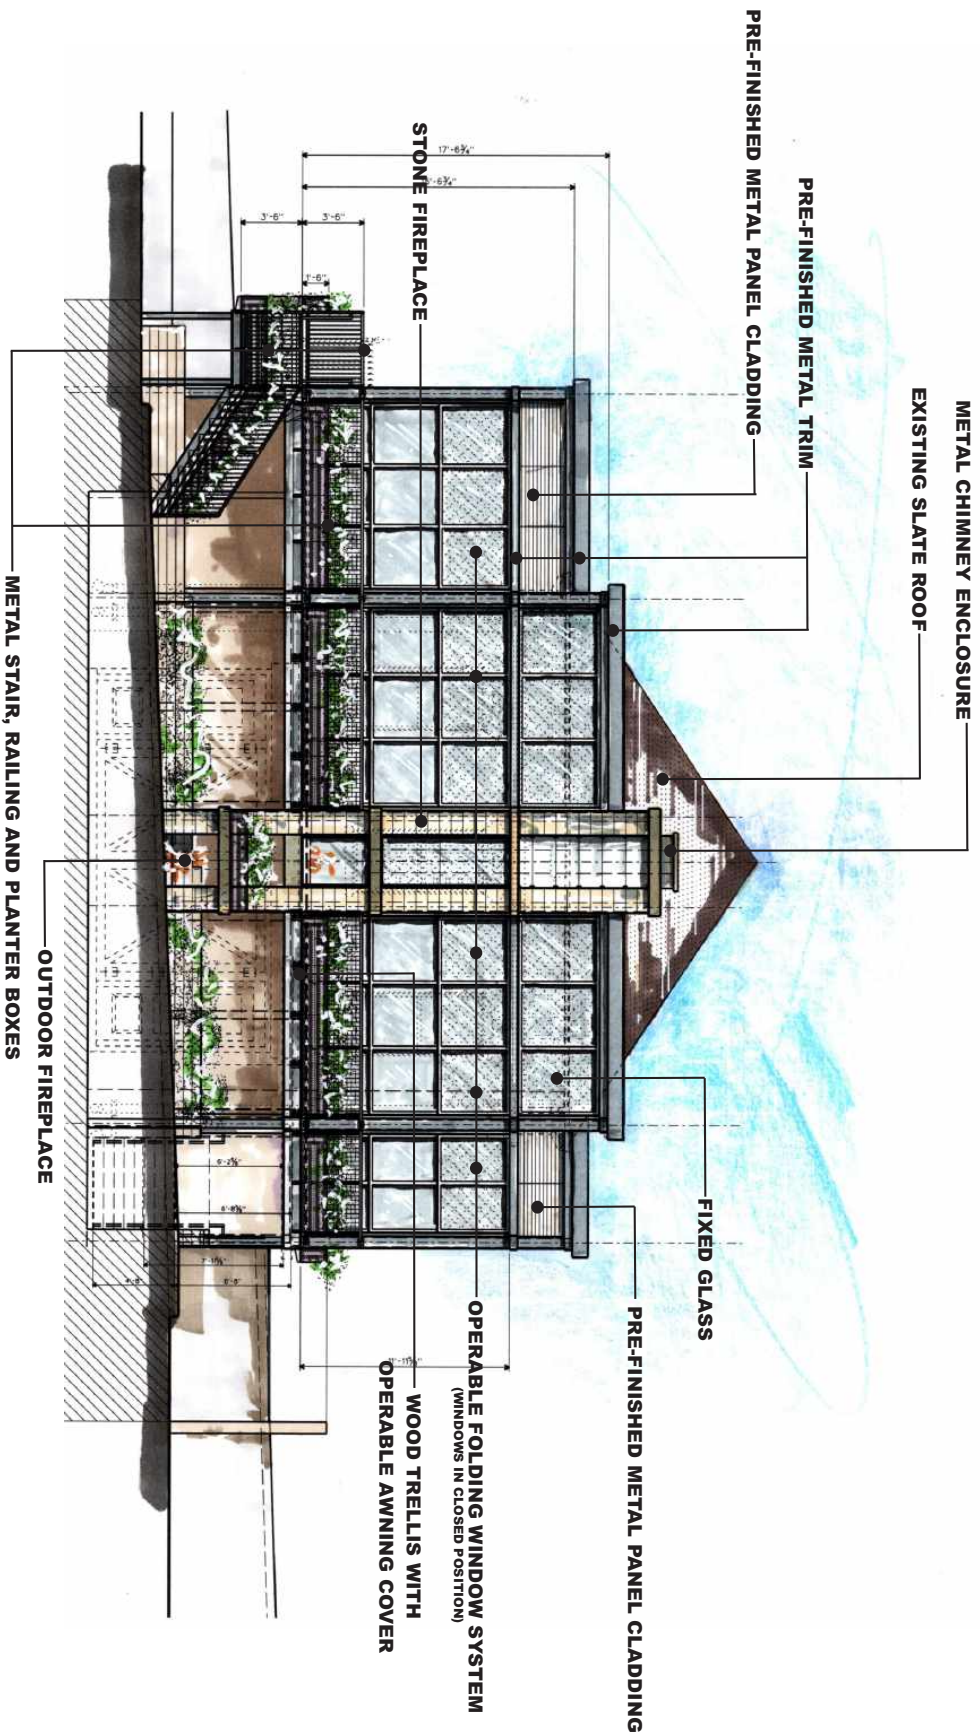 METAL CHIMNEY ENCLOSURE
EXISTING SLATE ROOF
PRE-FINISHED METAL TRIM
PRE-FINISHED METAL PANEL CLADDING
STONE FIREPLACE
FIXED GLASS
PRE-FINISHED METAL PANEL CLADDING
OPERABLE FOLDING WINDOW SYSTEM
(WINDOWS IN CLOSED POSITION)
WOOD TRELLIS WITH
OPERABLE AWNING COVER
OUTDOOR FIREPLACE
METAL STAIR, RAILING AND PLANTER BOXES
17'-6¾"
3'-6"
3'-6"
1'-6"